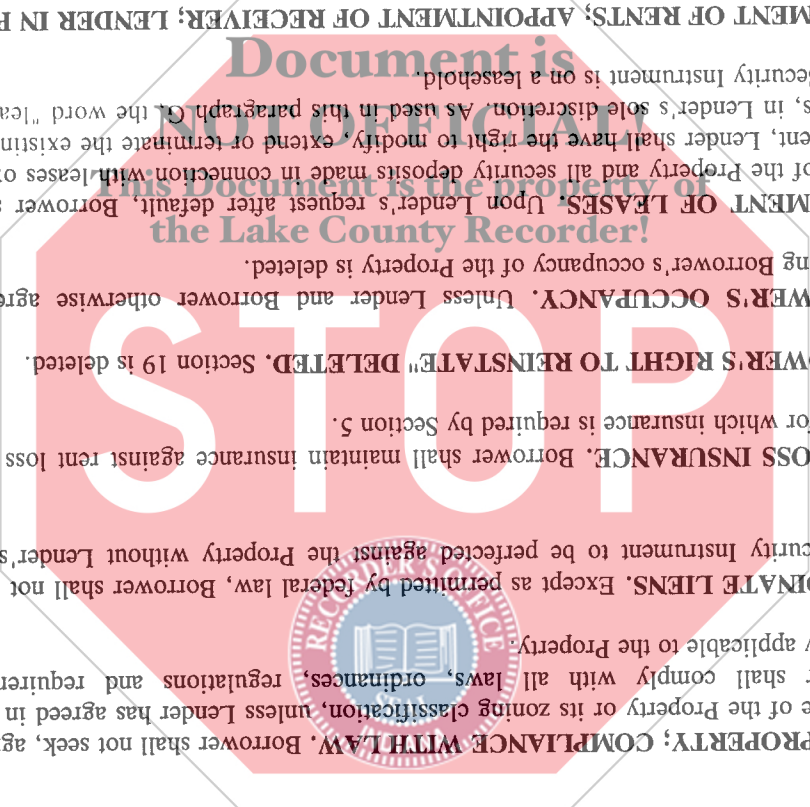 Document is
NOT OFFICIAL!
This Document is the property of
the Lake County Recorder!
STOP
RECORDER'S OFFICE
SEAL
INDIANA
PROPERTY; COMPLIANCE WITH LAW. Borrower shall not seek, ag
e of the Property or its zoning classification, unless Lender has agreed in
r shall comply with all laws, ordinances, regulations and requirer
y applicable to the Property.
DINATE LIENS. Except as permitted by federal law, Borrower shall not
curity Instrument to be perfected against the Property without Lender's
OSS INSURANCE. Borrower shall maintain insurance against rent loss
or which insurance is required by Section 5.
OWER'S RIGHT TO REINSTATE" DELETED. Section 19 is deleted.
WER'S OCCUPANCY. Unless Lender and Borrower otherwise agre
ng Borrower's occupancy of the Property is deleted.
MENT OF LEASES. Upon Lender's request after default, Borrower
of the Property and all security deposits made in connection with leases o
ent, Lender shall have the right to modify, extend or terminate the existin
s, in Lender's sole discretion. As used in this paragraph G, the word "lea
Security Instrument is on a leasehold.
MENT OF RENTS; APPOINTMENT OF RECEIVER; LENDER IN P